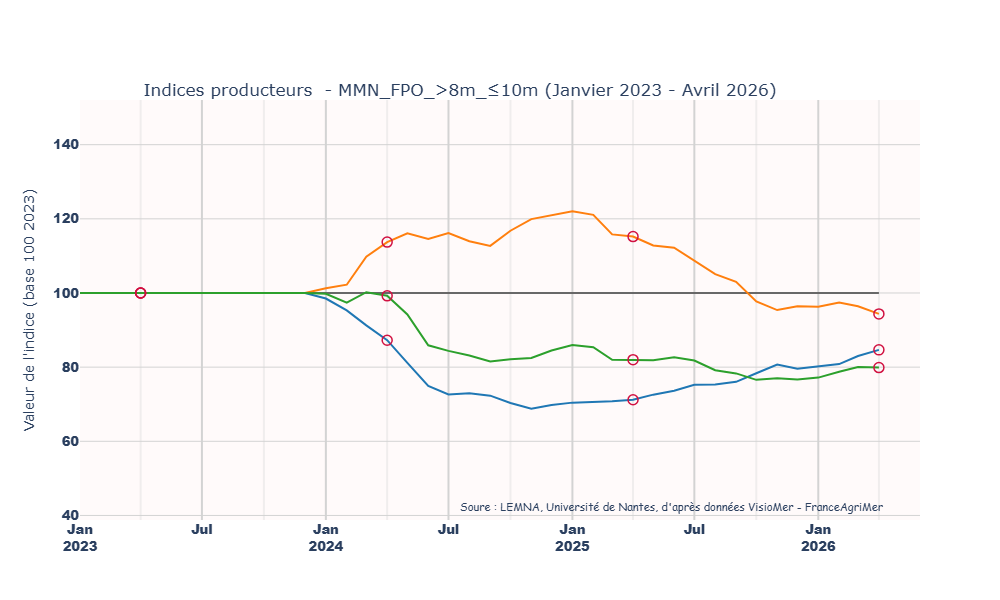 Indices producteurs  - MMN_FPO_>8m_≤10m (Janvier 2023 - Avril 2026)
Valeur de l'indice (base 100 2023)
140
120
100
80
60
40
Soure : LEMNA, Université de Nantes, d'après données VisioMer - FranceAgriMer
Jan Jul Jan Jul Jan Jul Jan
2023 2024 2025 2026